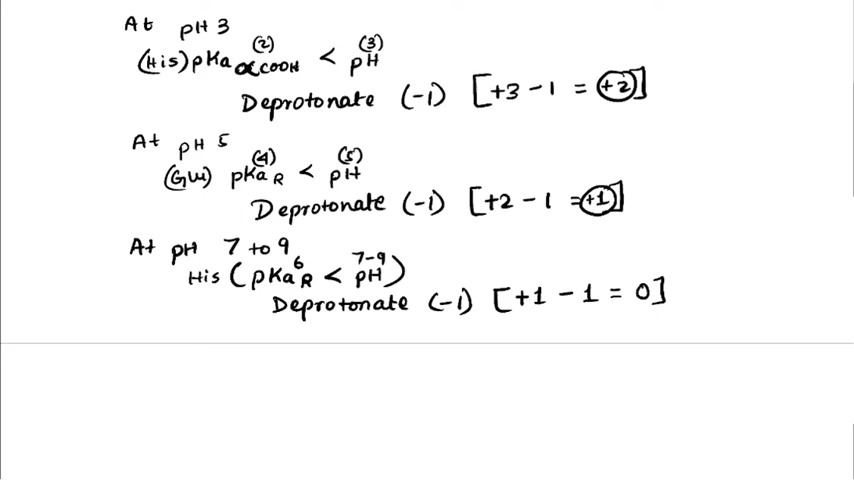 At pH 3
(His) pKa αCOOH (2) < pH (3)
Deprotonate (-1) [+3 - 1 = +2]
At pH 5
(Glu) pKa R (4) < pH (5)
Deprotonate (-1) [+2 - 1 = +1]
At pH 7 to 9
His (pKa R 6 < pH 7-9)
Deprotonate (-1) [+1 - 1 = 0]